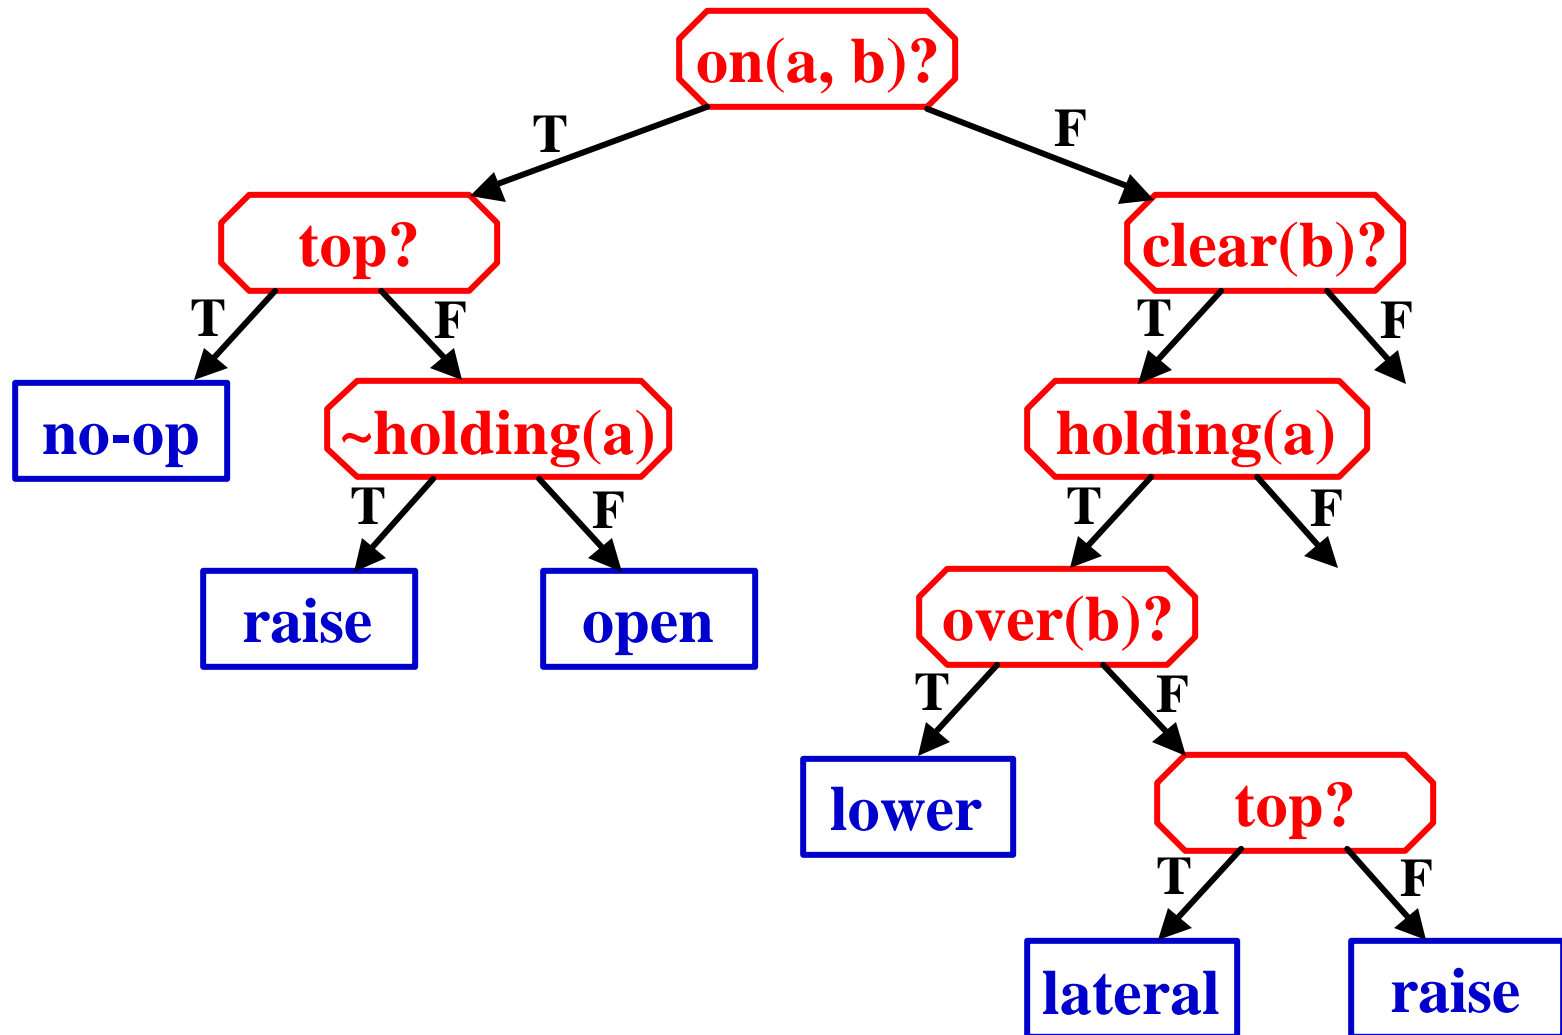 on(a, b)?
T
F
top?
clear(b)?
T
F
T
F
no-op
~holding(a)
holding(a)
T
F
T
F
raise
open
over(b)?
T
F
lower
top?
T
F
lateral
raise